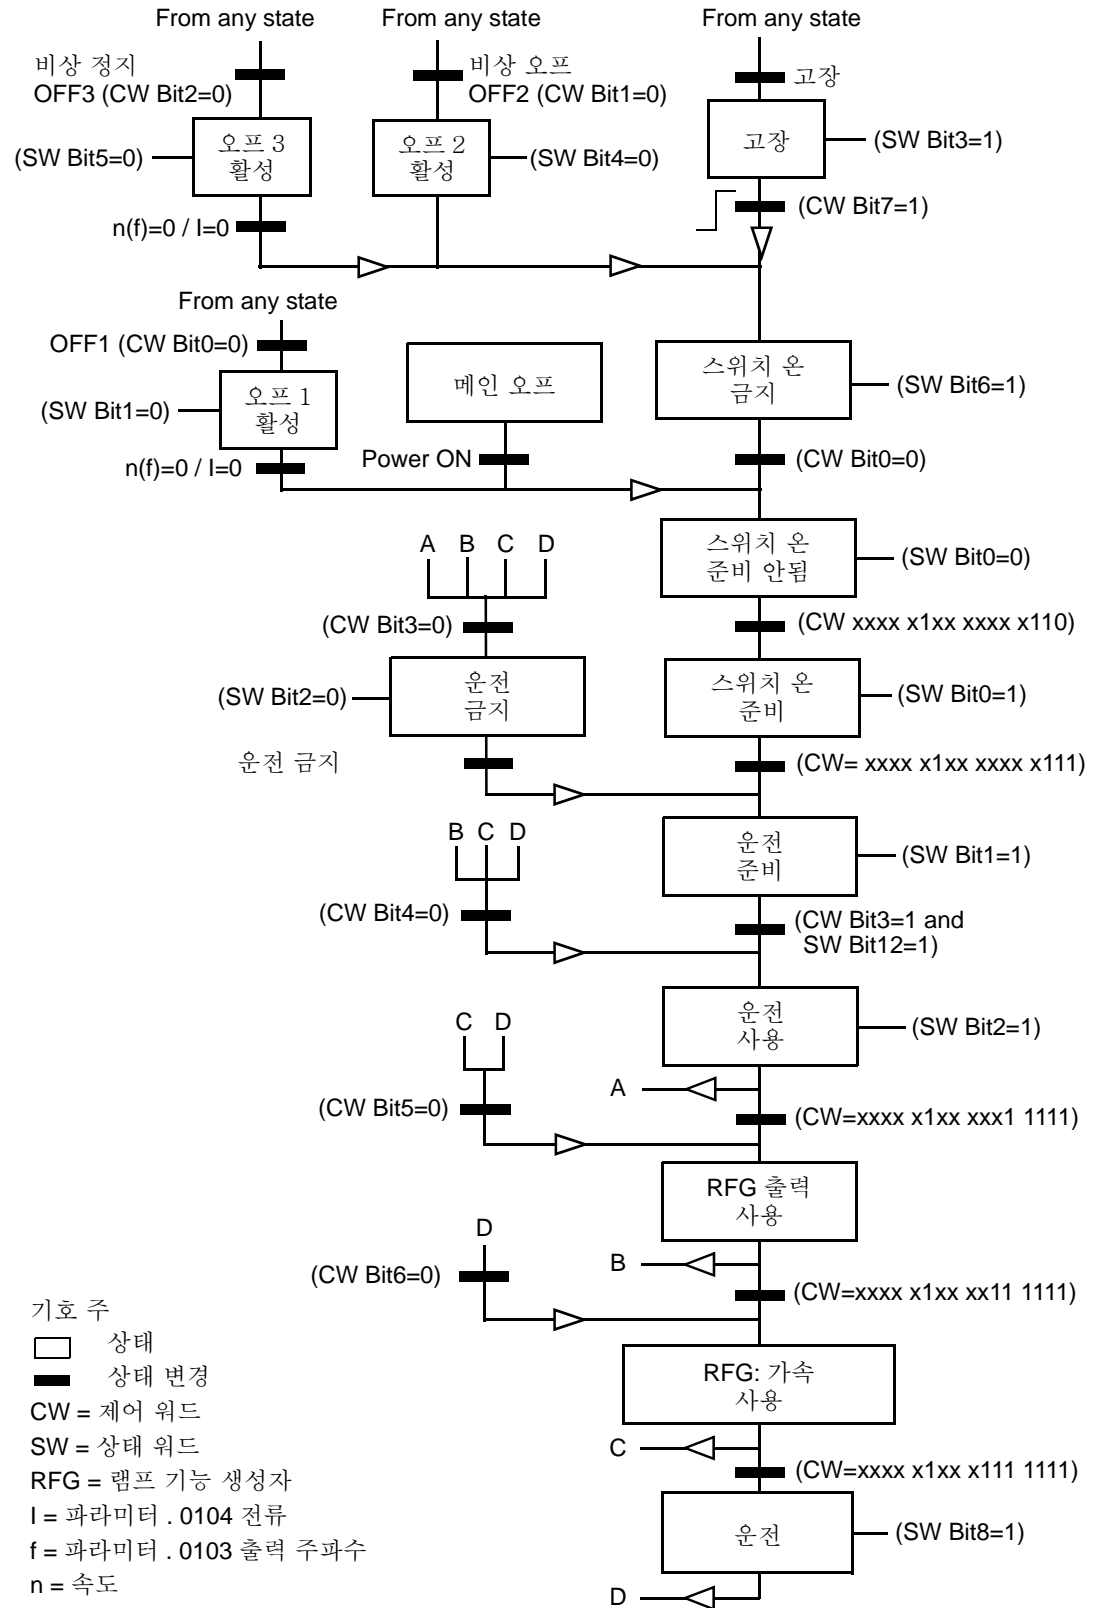 From any state
From any state
From any state
비상 정지
OFF3 (CW Bit2=0)
비상 오프
OFF2 (CW Bit1=0)
고장
오프 3
활성
(SW Bit5=0)
오프 2
활성
(SW Bit4=0)
고장
(SW Bit3=1)
n(f)=0 / I=0
(CW Bit7=1)
From any state
OFF1 (CW Bit0=0)
오프 1
활성
(SW Bit1=0)
메인 오프
스위치 온
금지
(SW Bit6=1)
n(f)=0 / I=0
Power ON
(CW Bit0=0)
A B C D
스위치 온
준비 안됨
(SW Bit0=0)
(CW Bit3=0)
(CW xxxx x1xx xxxx x110)
운전
금지
(SW Bit2=0)
스위치 온
준비
(SW Bit0=1)
운전 금지
(CW= xxxx x1xx xxxx x111)
B C D
운전
준비
(SW Bit1=1)
(CW Bit4=0)
(CW Bit3=1 and
SW Bit12=1)
C D
운전
사용
(SW Bit2=1)
A
(CW Bit5=0)
(CW=xxxx x1xx xxx1 1111)
RFG 출력
사용
D
B
(CW Bit6=0)
(CW=xxxx x1xx xx11 1111)
RFG: 가속
사용
C
(CW=xxxx x1xx x111 1111)
운전
(SW Bit8=1)
D
기호 주
상태
상태 변경
CW = 제어 워드
SW = 상태 워드
RFG = 램프 기능 생성자
I = 파라미터 . 0104 전류
f = 파라미터 . 0103 출력 주파수
n = 속도